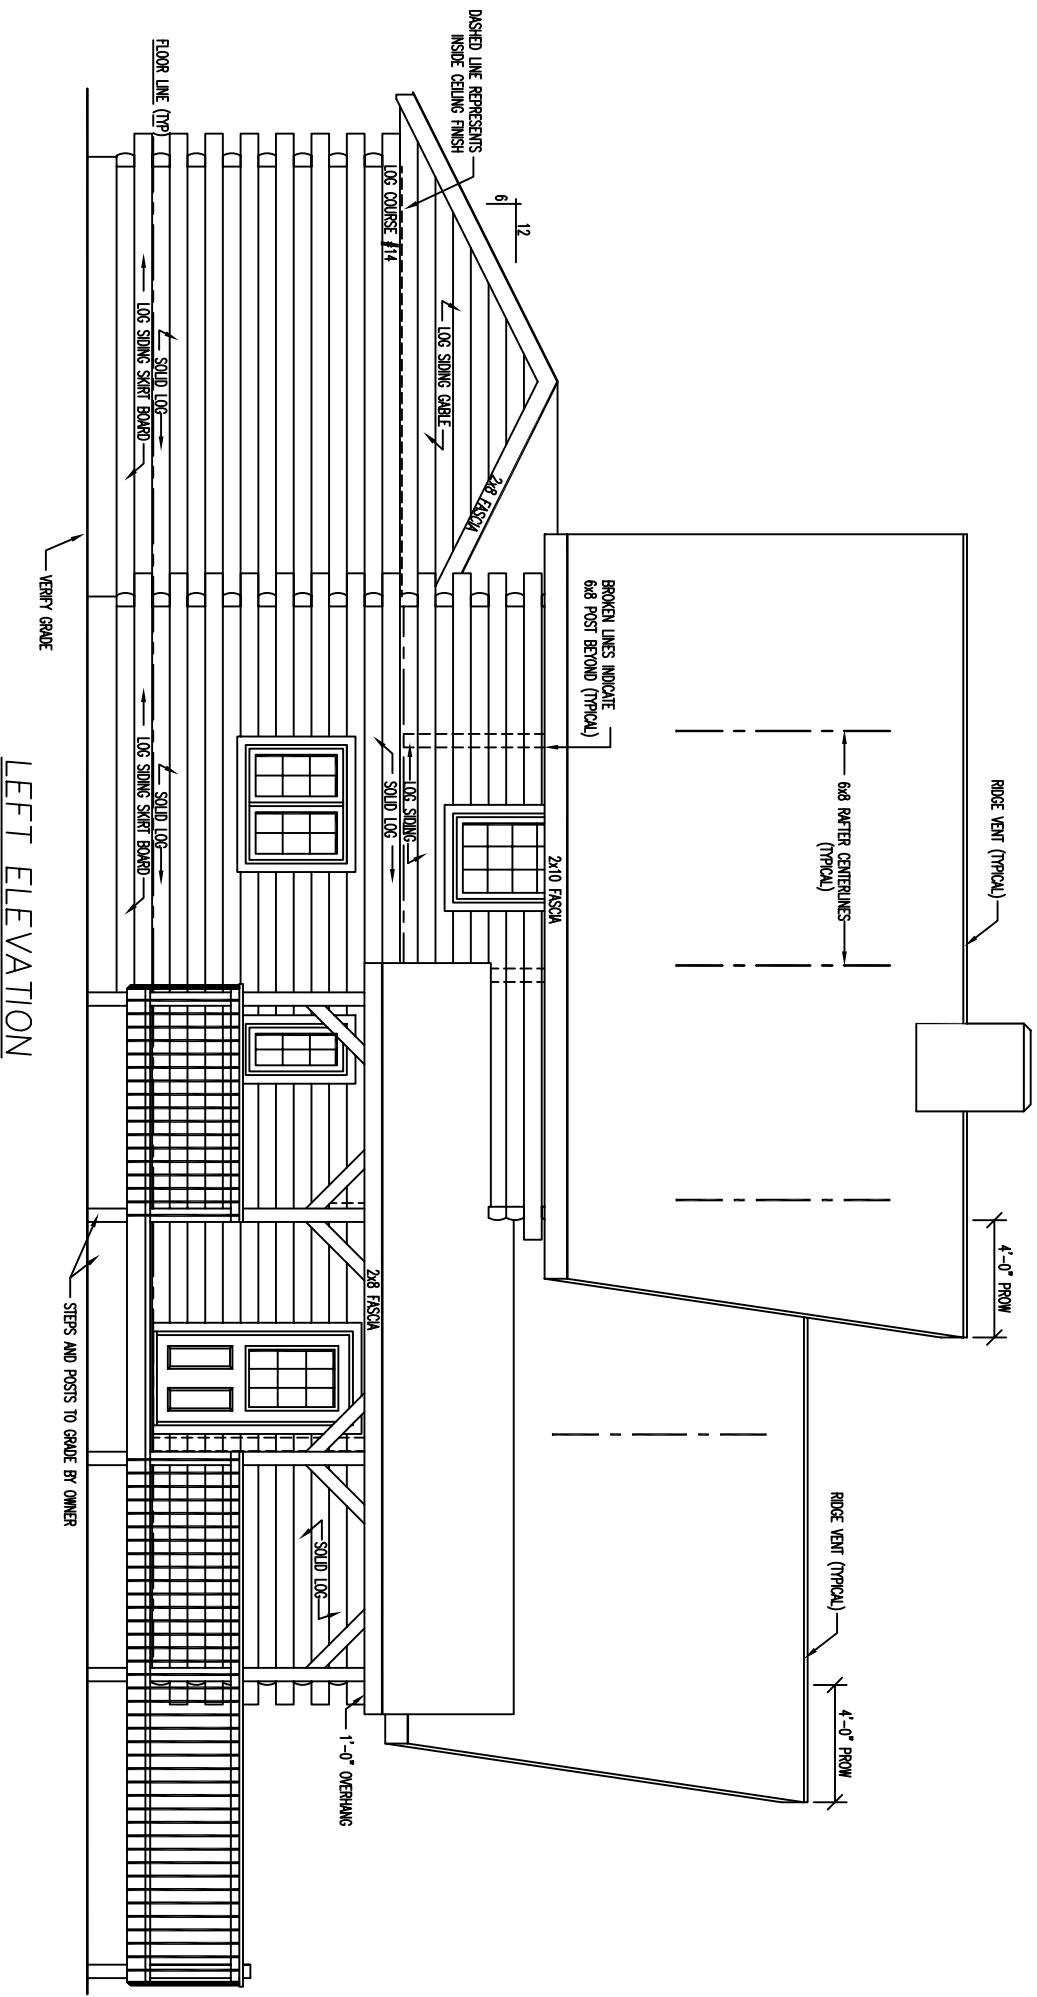 RIDGE VENT (TYPICAL)
4'-0" PROW
6x8 RAFTER CENTERLINES
(TYPICAL)
RIDGE VENT (TYPICAL)
4'-0" PROW
BROKEN LINES INDICATE
6x8 POST BEYOND (TYPICAL)
2x10 FASCIA
12
6
DASHED LINE REPRESENTS
INSIDE CEILING FINISH
2x8 FASCIA
LOG SIDING GABLE
LOG COURSE #14
LOG SIDING
SOLID LOG
2x8 FASCIA
1'-0" OVERHANG
SOLID LOG
FLOOR LINE (TYP)
SOLID LOG
LOG SIDING SKIRT BOARD
SOLID LOG
LOG SIDING SKIRT BOARD
VERIFY GRADE
STEPS AND POSTS TO GRADE BY OWNER
LEFT ELEVATION